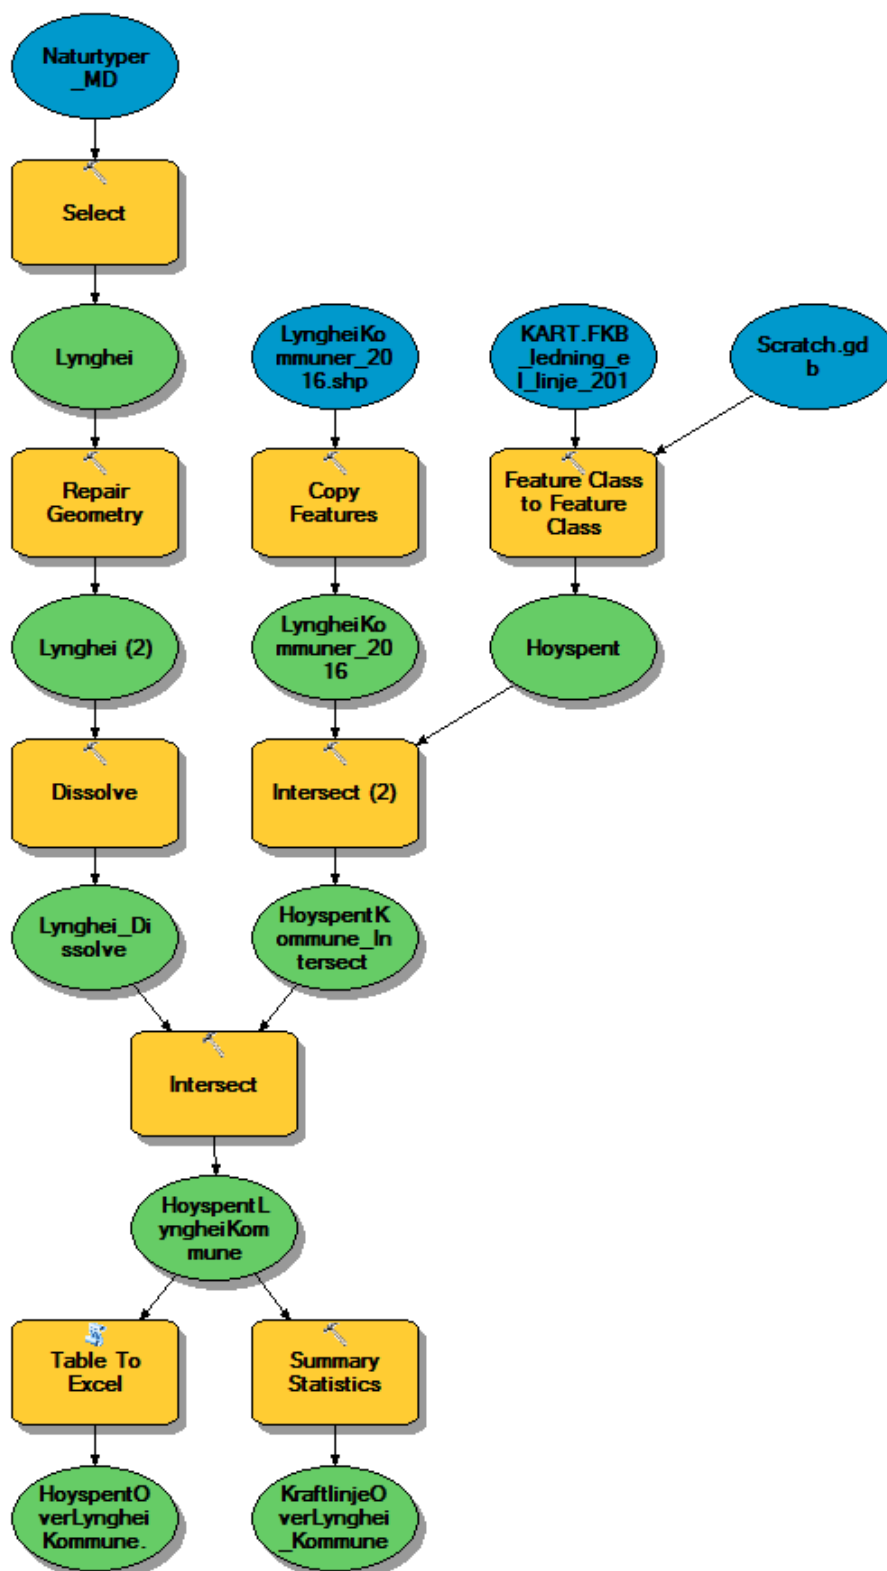 Naturtyper
_MD
Select
Lynghei
LyngheiKo
mmuner_20
16.shp
KART.FKB
_ledning_e
l_linje_201
Scratch.gd
b
Repair
Geometry
Copy
Features
Feature Class
to Feature
Class
Lynghei (2)
LyngheiKo
mmuner_20
16
Hoyspent
Dissolve
Intersect (2)
Lynghei_Di
ssolve
HoyspentK
ommune_In
tersect
Intersect
HoyspentL
yngheiKom
mune
Table To
Excel
Summary
Statistics
HoyspentO
verLynghei
Kommune.
KraftlinjeO
verLynghei
_Kommune